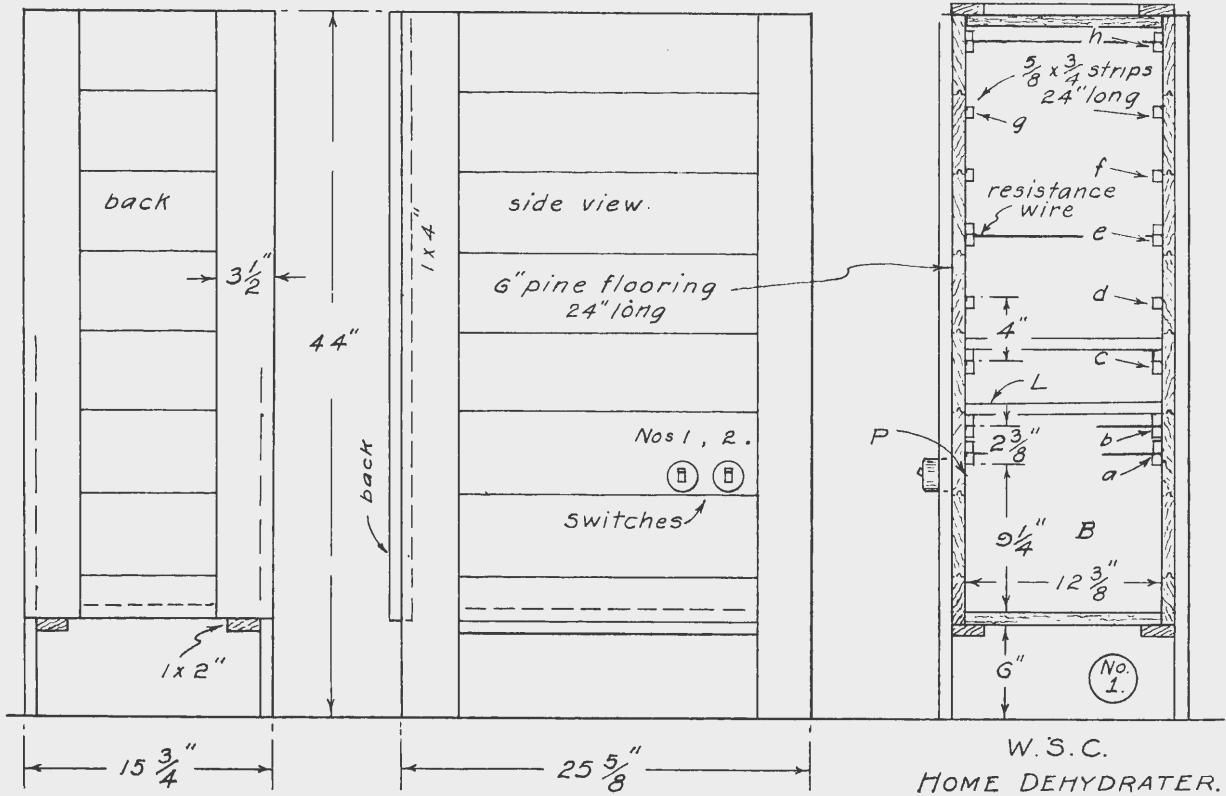 back
3 1/2"
1 x 2"
15 3/4"
44"
back
1 x 4"
side view.
6" pine flooring
24" long
Nos 1, 2.
switches
25 5/8"
h
5/8 x 3/4 strips
24" long
g
f
resistance
wire
e
d
4"
c
L
b
2 3/8"
P
a
9 1/4"
B
12 3/8"
6"
No.
1.
W.S.C.
HOME DEHYDRATER.